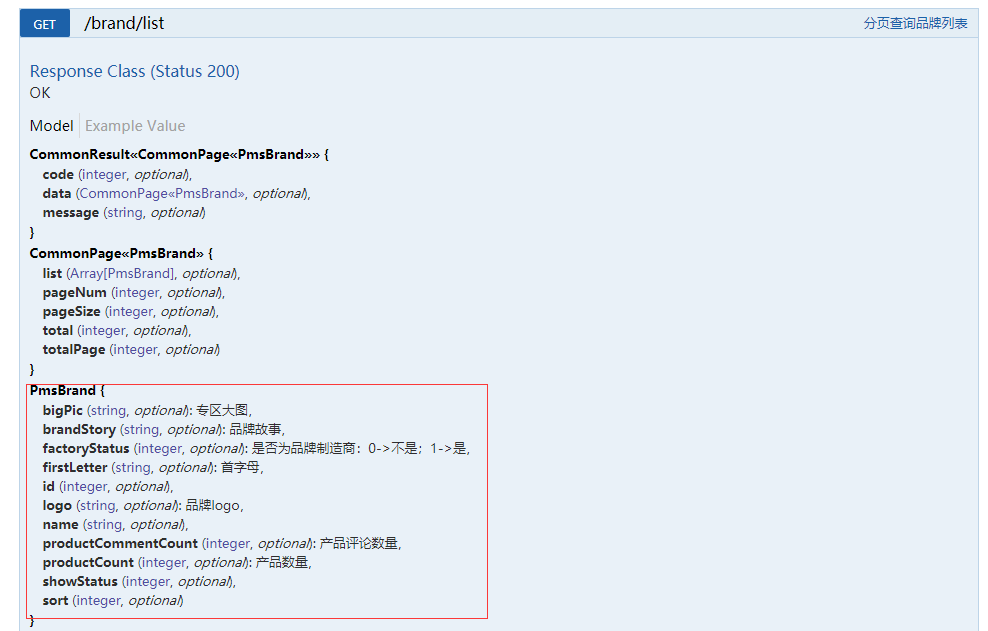 GET /brand/list 分页查询品牌列表
Response Class (Status 200)
OK
Model Example Value
CommonResult«CommonPage«PmsBrand»» {
code (integer, optional),
data (CommonPage«PmsBrand», optional),
message (string, optional)
}
CommonPage«PmsBrand» {
list (Array[PmsBrand], optional),
pageNum (integer, optional),
pageSize (integer, optional),
total (integer, optional),
totalPage (integer, optional)
}
PmsBrand {
bigPic (string, optional): 专区大图,
brandStory (string, optional): 品牌故事,
factoryStatus (integer, optional): 是否为品牌制造商：0->不是；1->是,
firstLetter (string, optional): 首字母,
id (integer, optional),
logo (string, optional): 品牌logo,
name (string, optional),
productCommentCount (integer, optional): 产品评论数量,
productCount (integer, optional): 产品数量,
showStatus (integer, optional),
sort (integer, optional)
}